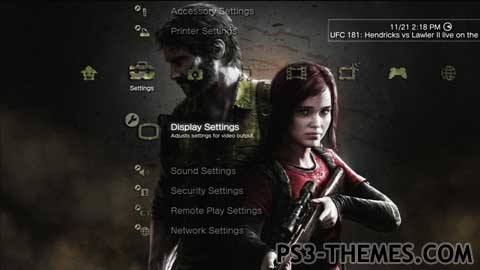 Accessory Settings
Printer Settings
11/21 2:18 PM
UFC 181: Hendricks vs Lawler II live on the
Settings
Display Settings
Adjusts settings for video output.
Sound Settings
Security Settings
Remote Play Settings
Network Settings
PS3-THEMES.COM